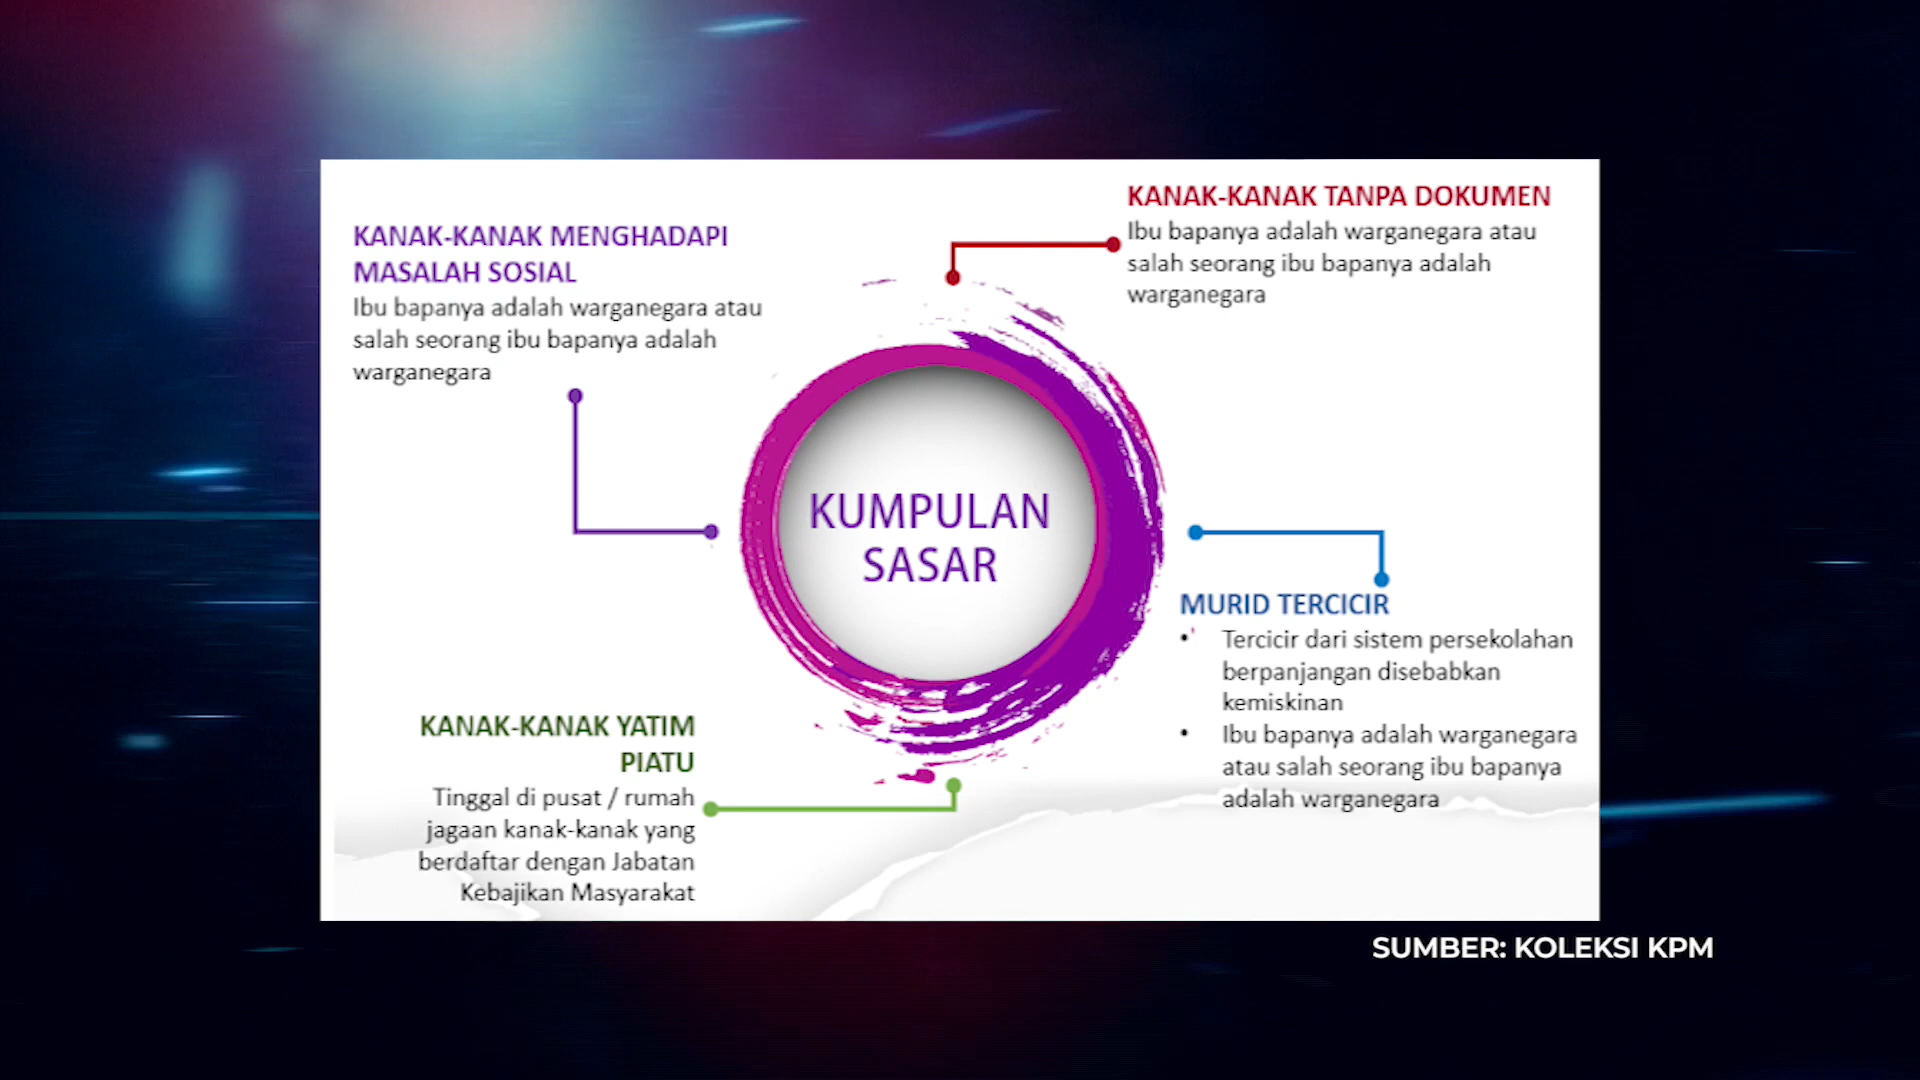 KANAK-KANAK MENGHADAPI
MASALAH SOSIAL
Ibu bapanya adalah warganegara atau
salah seorang ibu bapanya adalah
warganegara
KANAK-KANAK TANPA DOKUMEN
Ibu bapanya adalah warganegara atau
salah seorang ibu bapanya adalah
warganegara
KUMPULAN
SASAR
MURID TERCICIR
• Tercicir dari sistem persekolahan
berpanjangan disebabkan
kemiskinan
• Ibu bapanya adalah warganegara
atau salah seorang ibu bapanya
adalah warganegara
KANAK-KANAK YATIM
PIATU
Tinggal di pusat / rumah
jagaan kanak-kanak yang
berdaftar dengan Jabatan
Kebajikan Masyarakat
SUMBER: KOLEKSI KPM